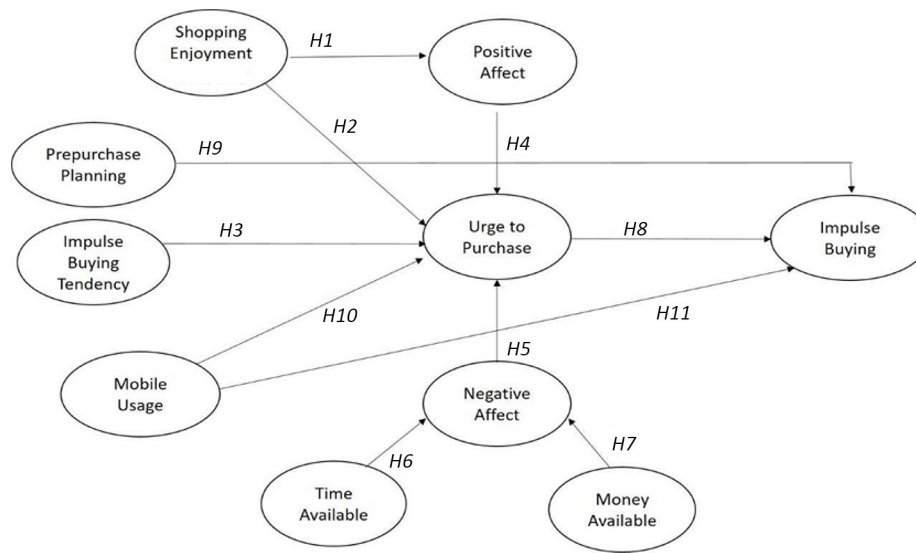 Shopping
Enjoyment
H1
Positive
Affect
H2
H4
Prepurchase
Planning
H9
Impulse
Buying
Tendency
H3
Urge to
Purchase
H8
Impulse
Buying
H10
H11
H5
Mobile
Usage
Negative
Affect
H6
H7
Time
Available
Money
Available